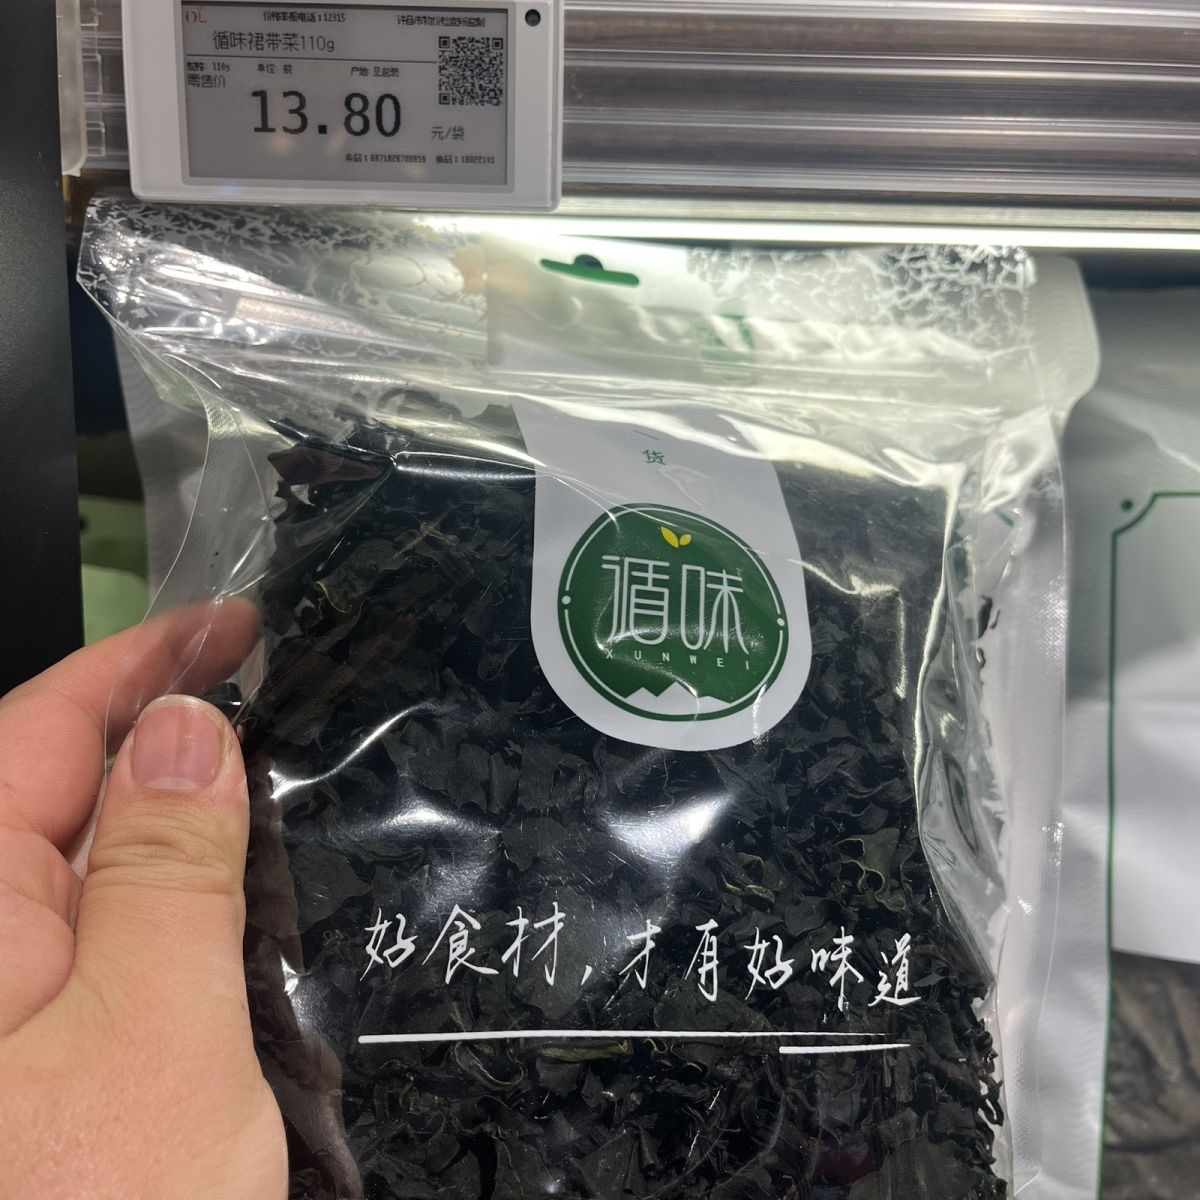 价格举报电话：12315
循味裙带菜110g
规格：110g 单位：袋 产地：见包装
零售价
13.80
元/袋
一
货
循味
XUNWEI
好食材，才有好味道